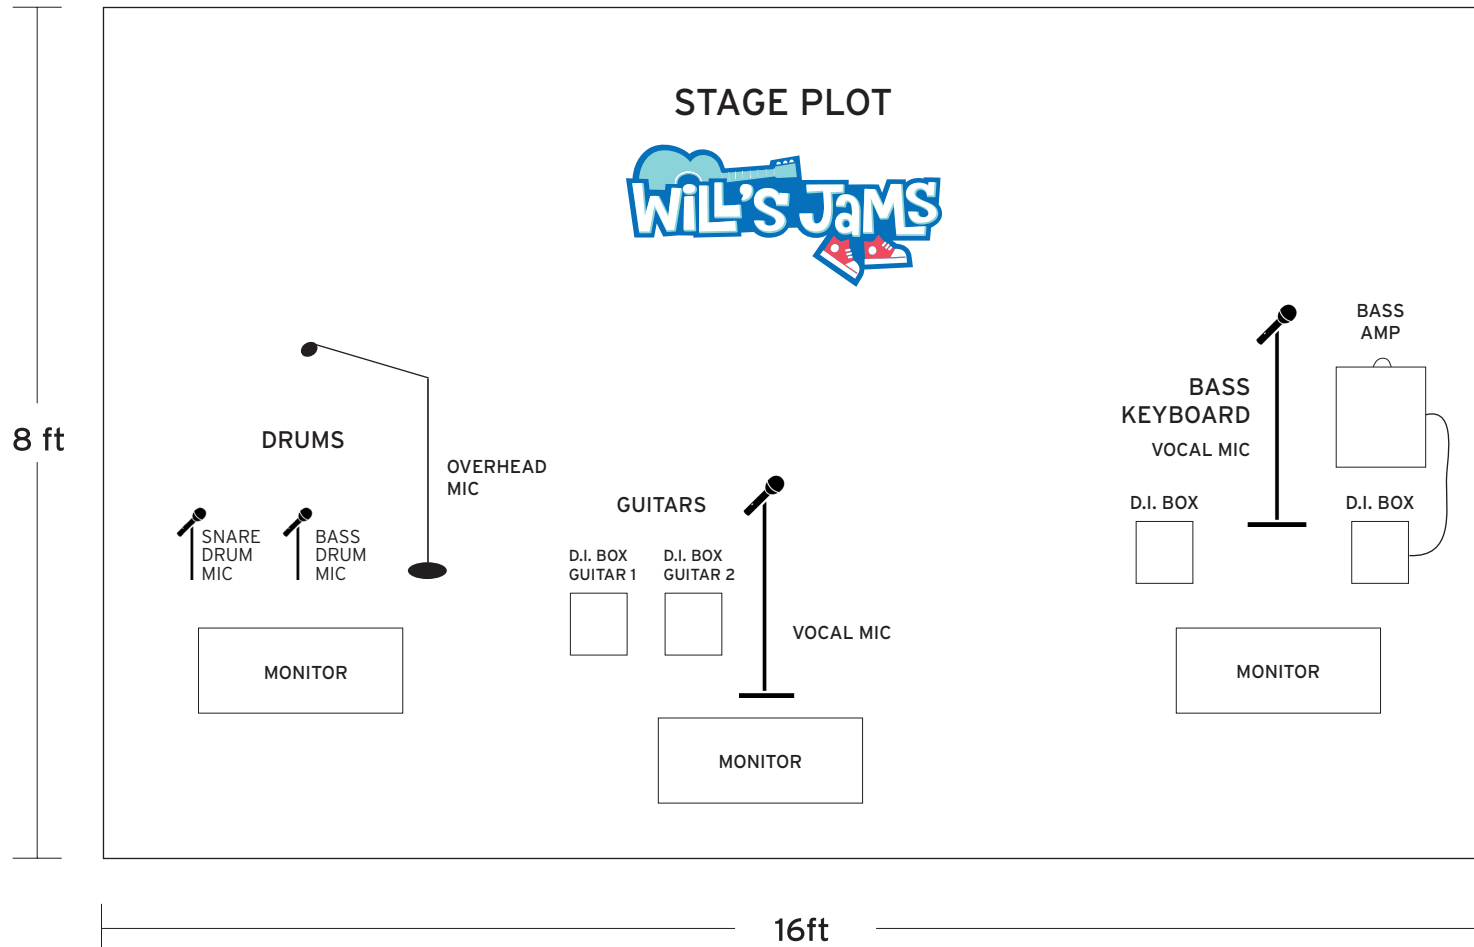 STAGE PLOT
WiLL'S JaMS
BASS
AMP
BASS
KEYBOARD
VOCAL MIC
8 ft
DRUMS
OVERHEAD
MIC
GUITARS
D.I. BOX
D.I. BOX
SNARE
DRUM
MIC
BASS
DRUM
MIC
D.I. BOX
GUITAR 1
D.I. BOX
GUITAR 2
VOCAL MIC
MONITOR
MONITOR
MONITOR
16ft